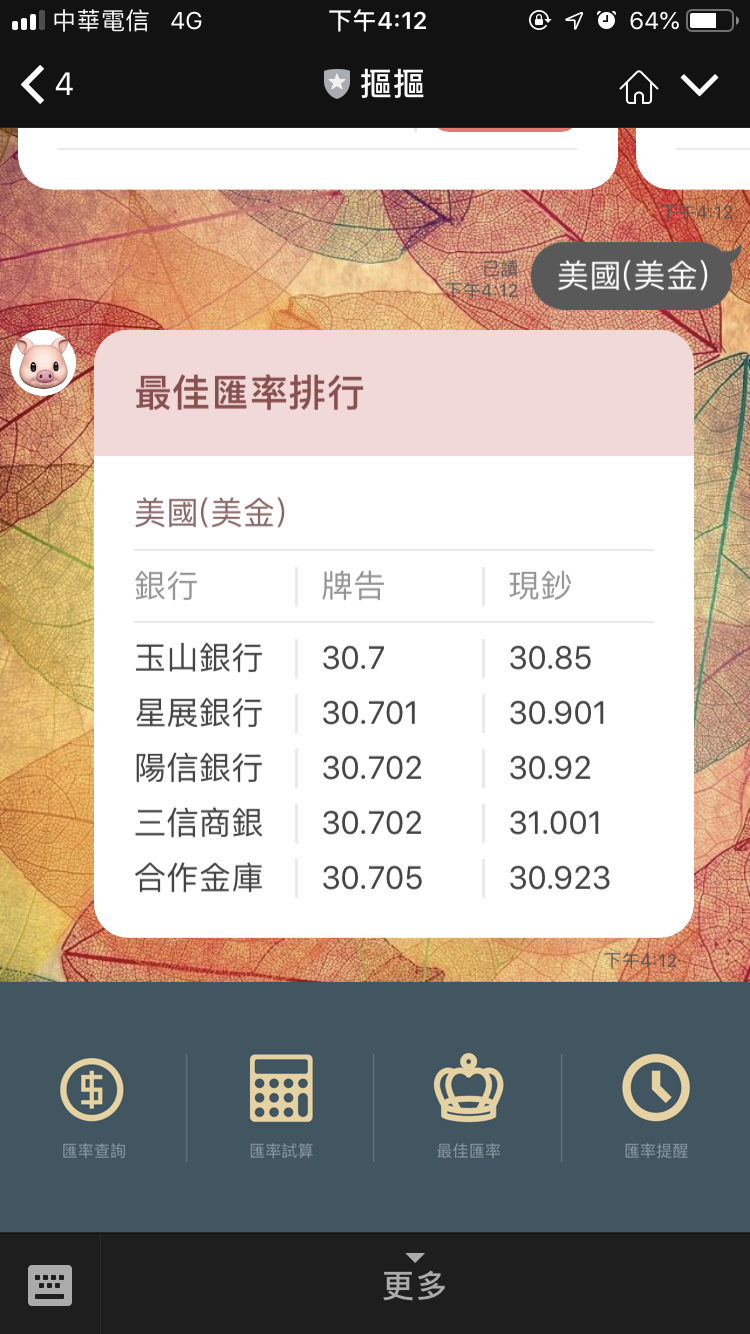 中華電信 4G 下午4:12 64%
4 摳摳
下午4:12
已讀
下午4:12
美國(美金)
最佳匯率排行
美國(美金)
銀行 牌告 現鈔
玉山銀行 30.7 30.85
星展銀行 30.701 30.901
陽信銀行 30.702 30.92
三信商銀 30.702 31.001
合作金庫 30.705 30.923
下午4:12
匯率查詢 匯率試算 最佳匯率 匯率提醒
更多